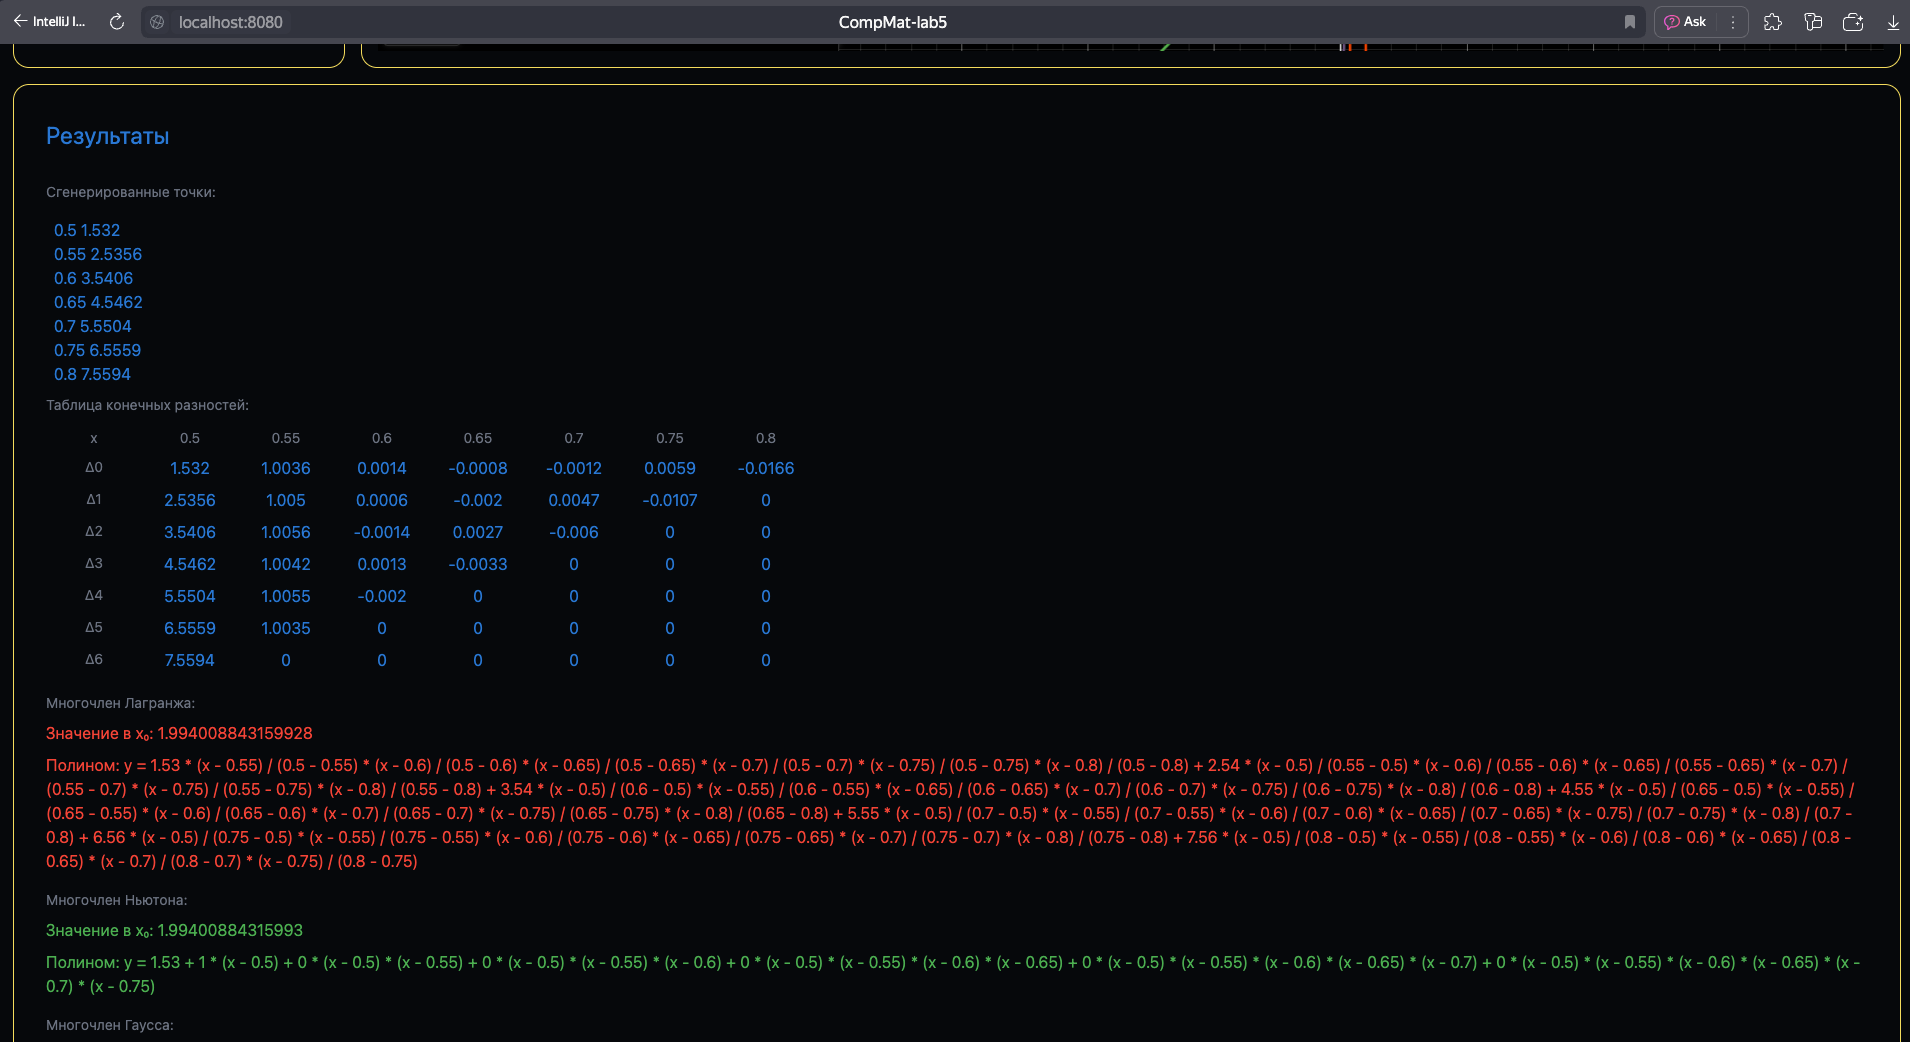 IntelliJ I...
localhost:8080
CompMat-lab5
Ask
Результаты
Сгенерированные точки:
0.5 1.532
0.55 2.5356
0.6 3.5406
0.65 4.5462
0.7 5.5504
0.75 6.5559
0.8 7.5594
Таблица конечных разностей:
x 0.5 0.55 0.6 0.65 0.7 0.75 0.8
Δ0 1.532 1.0036 0.0014 -0.0008 -0.0012 0.0059 -0.0166
Δ1 2.5356 1.005 0.0006 -0.002 0.0047 -0.0107 0
Δ2 3.5406 1.0056 -0.0014 0.0027 -0.006 0 0
Δ3 4.5462 1.0042 0.0013 -0.0033 0 0 0
Δ4 5.5504 1.0055 -0.002 0 0 0 0
Δ5 6.5559 1.0035 0 0 0 0 0
Δ6 7.5594 0 0 0 0 0 0
Многочлен Лагранжа:
Значение в x₀: 1.994008843159928
Полином: y = 1.53 * (x - 0.55) / (0.5 - 0.55) * (x - 0.6) / (0.5 - 0.6) * (x - 0.65) / (0.5 - 0.65) * (x - 0.7) / (0.5 - 0.7) * (x - 0.75) / (0.5 - 0.75) * (x - 0.8) / (0.5 - 0.8) + 2.54 * (x - 0.5) / (0.55 - 0.5) * (x - 0.6) / (0.55 - 0.6) * (x - 0.65) / (0.55 - 0.65) * (x - 0.7) /
(0.55 - 0.7) * (x - 0.75) / (0.55 - 0.75) * (x - 0.8) / (0.55 - 0.8) + 3.54 * (x - 0.5) / (0.6 - 0.5) * (x - 0.55) / (0.6 - 0.55) * (x - 0.65) / (0.6 - 0.65) * (x - 0.7) / (0.6 - 0.7) * (x - 0.75) / (0.6 - 0.75) * (x - 0.8) / (0.6 - 0.8) + 4.55 * (x - 0.5) / (0.65 - 0.5) * (x - 0.55) /
(0.65 - 0.55) * (x - 0.6) / (0.65 - 0.6) * (x - 0.7) / (0.65 - 0.7) * (x - 0.75) / (0.65 - 0.75) * (x - 0.8) / (0.65 - 0.8) + 5.55 * (x - 0.5) / (0.7 - 0.5) * (x - 0.55) / (0.7 - 0.55) * (x - 0.6) / (0.7 - 0.6) * (x - 0.65) / (0.7 - 0.65) * (x - 0.75) / (0.7 - 0.75) * (x - 0.8) / (0.7 -
0.8) + 6.56 * (x - 0.5) / (0.75 - 0.5) * (x - 0.55) / (0.75 - 0.55) * (x - 0.6) / (0.75 - 0.6) * (x - 0.65) / (0.75 - 0.65) * (x - 0.7) / (0.75 - 0.7) * (x - 0.8) / (0.75 - 0.8) + 7.56 * (x - 0.5) / (0.8 - 0.5) * (x - 0.55) / (0.8 - 0.55) * (x - 0.6) / (0.8 - 0.6) * (x - 0.65) / (0.8 -
0.65) * (x - 0.7) / (0.8 - 0.7) * (x - 0.75) / (0.8 - 0.75)
Многочлен Ньютона:
Значение в x₀: 1.99400884315993
Полином: y = 1.53 + 1 * (x - 0.5) + 0 * (x - 0.5) * (x - 0.55) + 0 * (x - 0.5) * (x - 0.55) * (x - 0.6) + 0 * (x - 0.5) * (x - 0.55) * (x - 0.6) * (x - 0.65) + 0 * (x - 0.5) * (x - 0.55) * (x - 0.6) * (x - 0.65) * (x - 0.7) + 0 * (x - 0.5) * (x - 0.55) * (x - 0.6) * (x - 0.65) * (x -
0.7) * (x - 0.75)
Многочлен Гаусса: